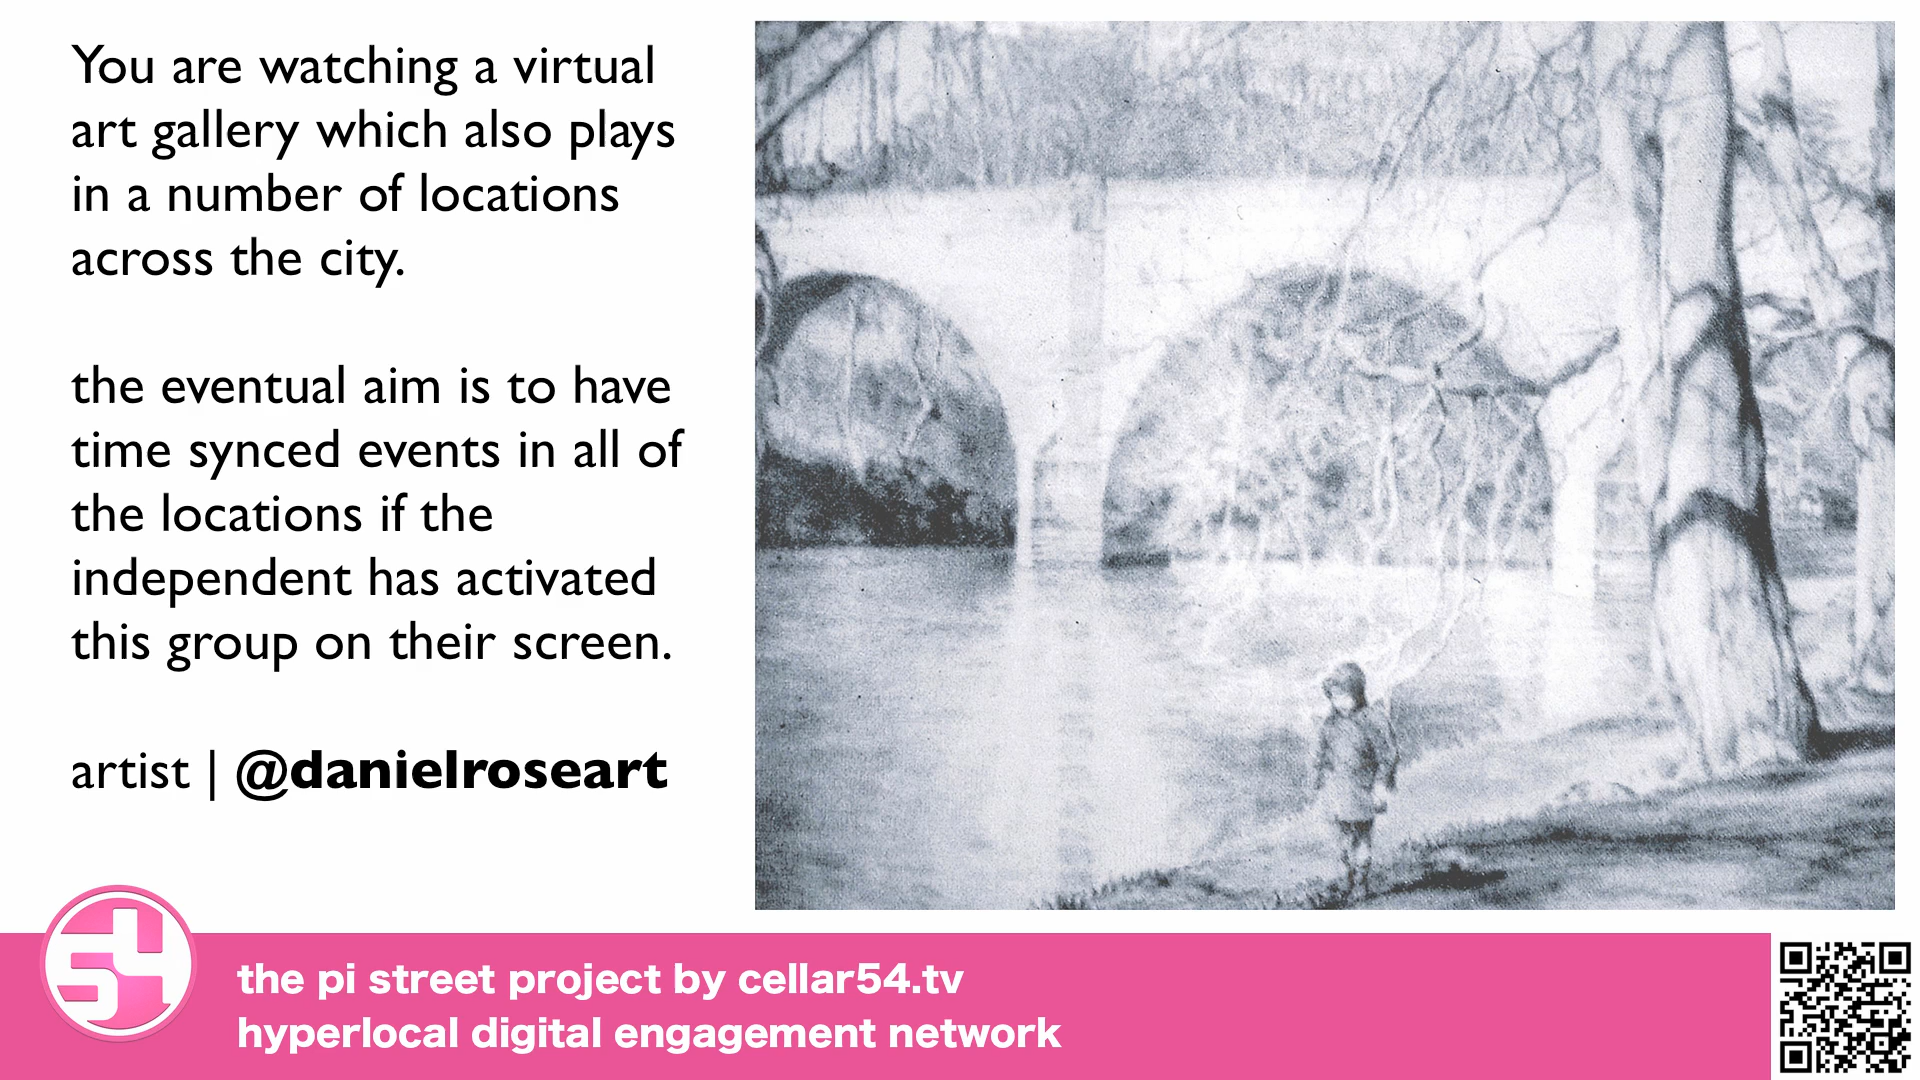 You are watching a virtual
art gallery which also plays
in a number of locations
across the city.
the eventual aim is to have
time synced events in all of
the locations if the
independent has activated
this group on their screen.
artist | @danielroseart
54
the pi street project by cellar54.tv
hyperlocal digital engagement network